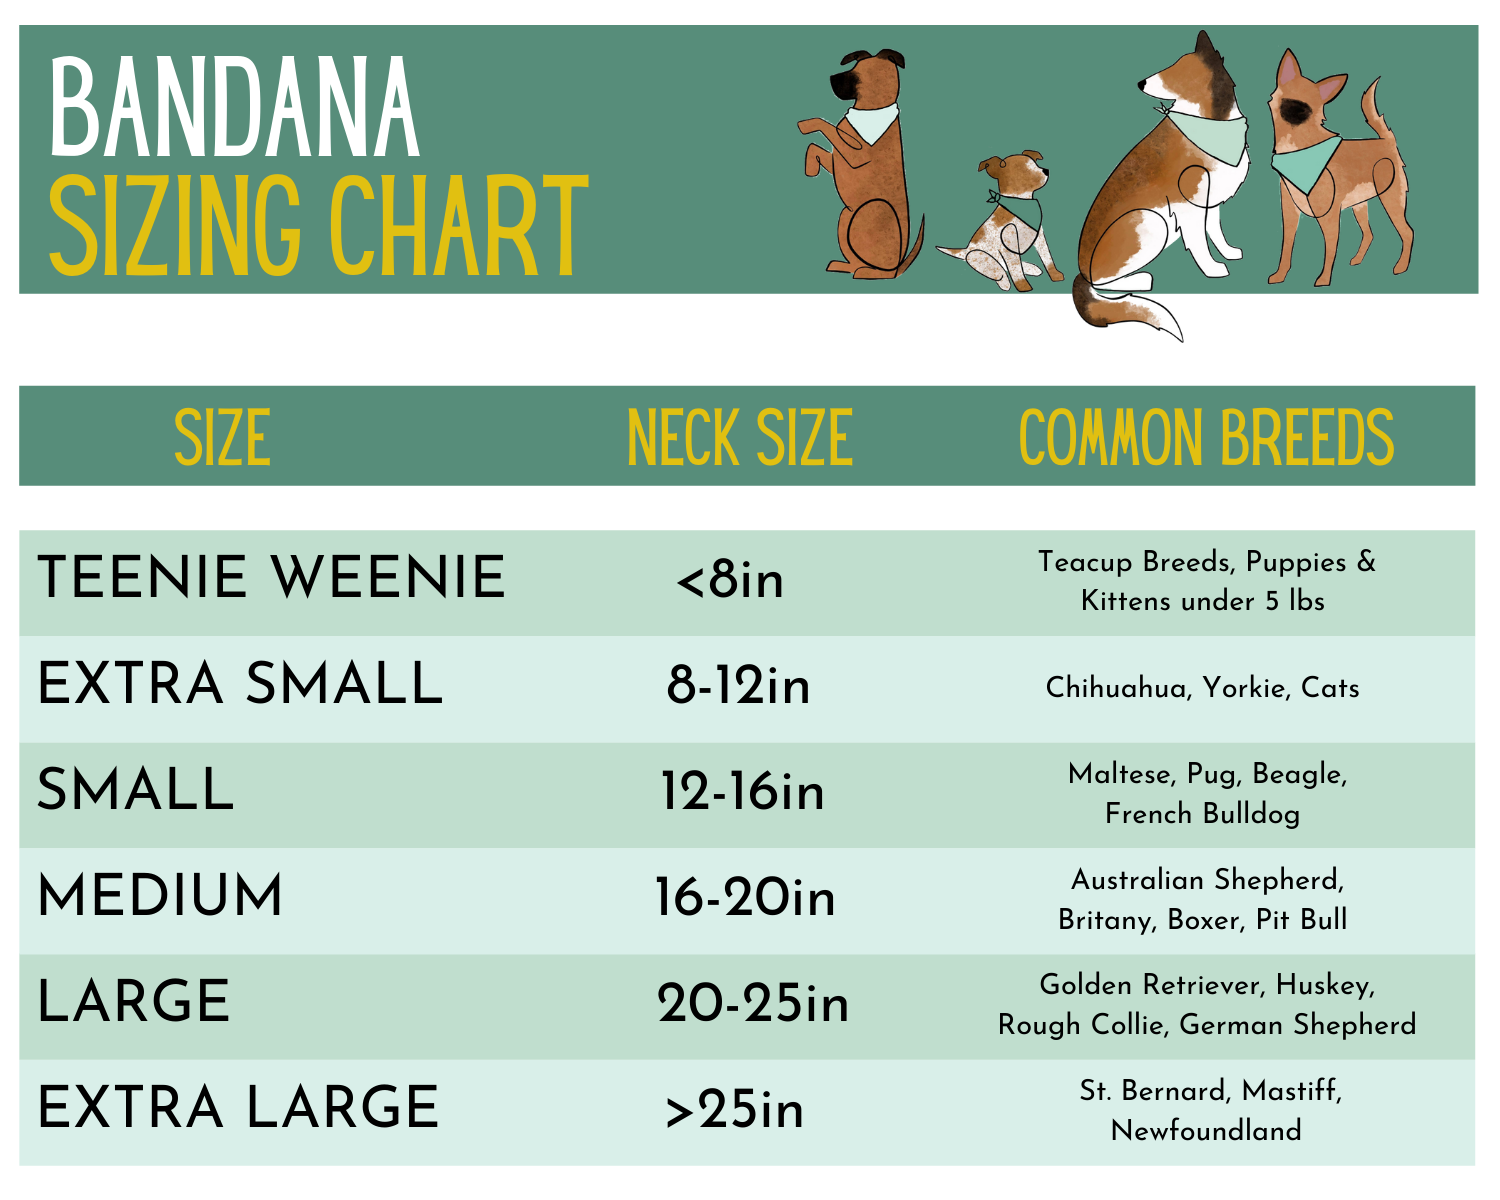 BANDANA
SIZING CHART
SIZE NECK SIZE COMMON BREEDS
TEENIE WEENIE <8in Teacup Breeds, Puppies &
Kittens under 5 lbs
EXTRA SMALL 8-12in Chihuahua, Yorkie, Cats
SMALL 12-16in Maltese, Pug, Beagle,
French Bulldog
MEDIUM 16-20in Australian Shepherd,
Britany, Boxer, Pit Bull
LARGE 20-25in Golden Retriever, Huskey,
Rough Collie, German Shepherd
EXTRA LARGE >25in St. Bernard, Mastiff,
Newfoundland